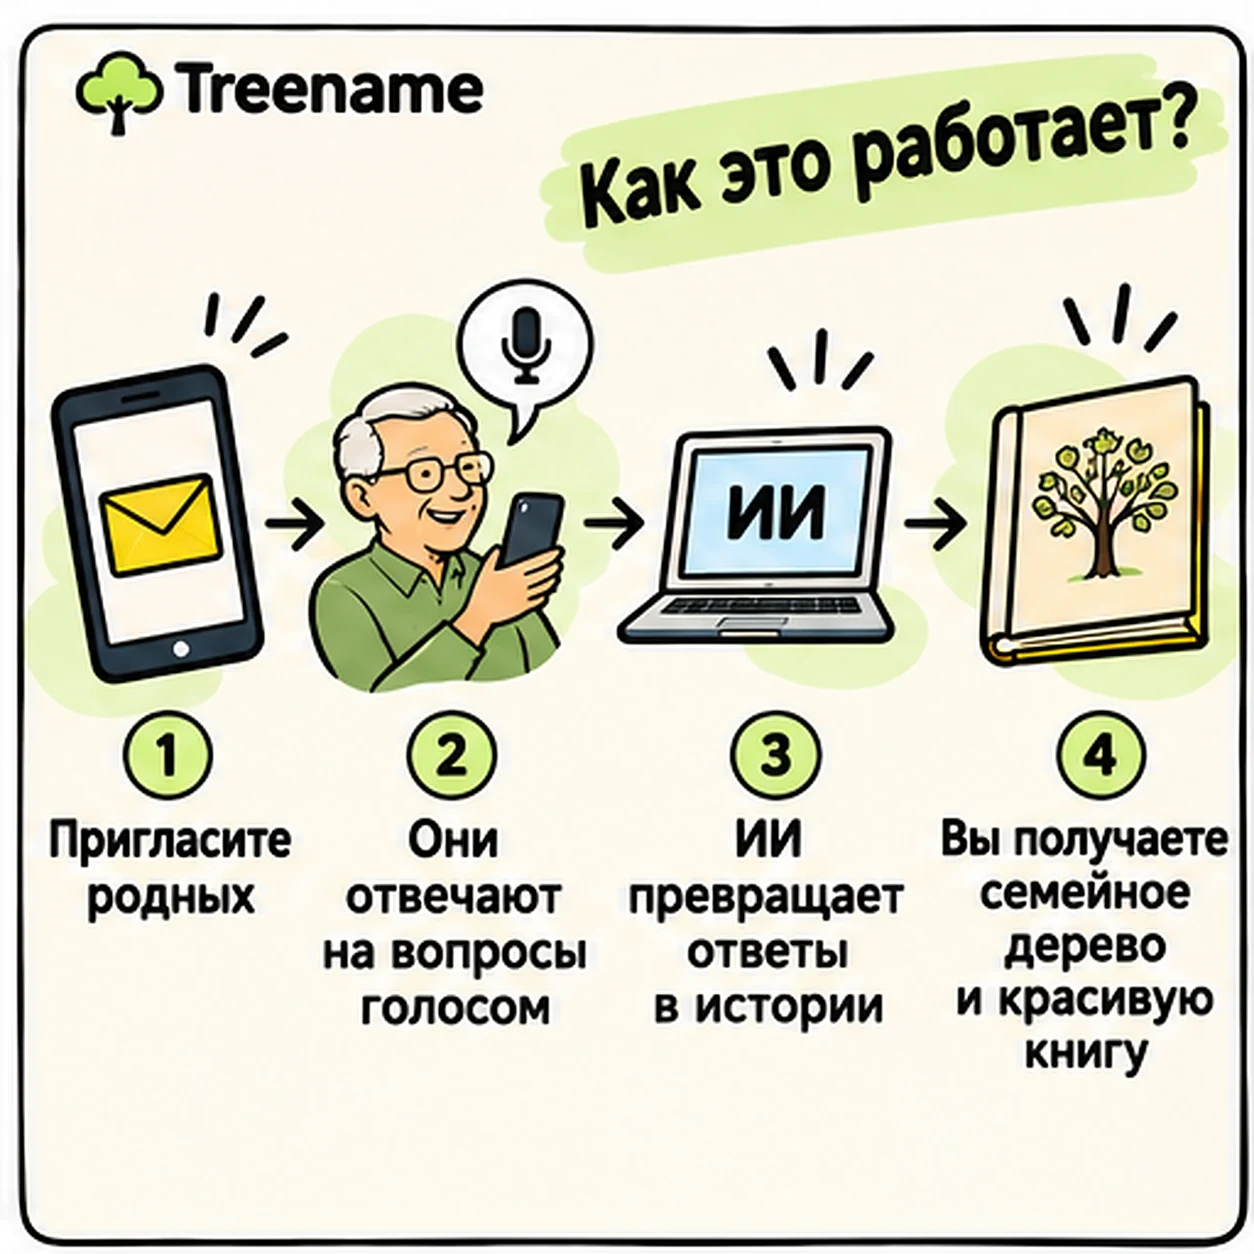 Treename
Как это работает?
ИИ
1
Пригласите
родных
2
Они
отвечают
на вопросы
голосом
3
ИИ
превращает
ответы
в истории
4
Вы получаете
семейное
дерево
и красивую
книгу